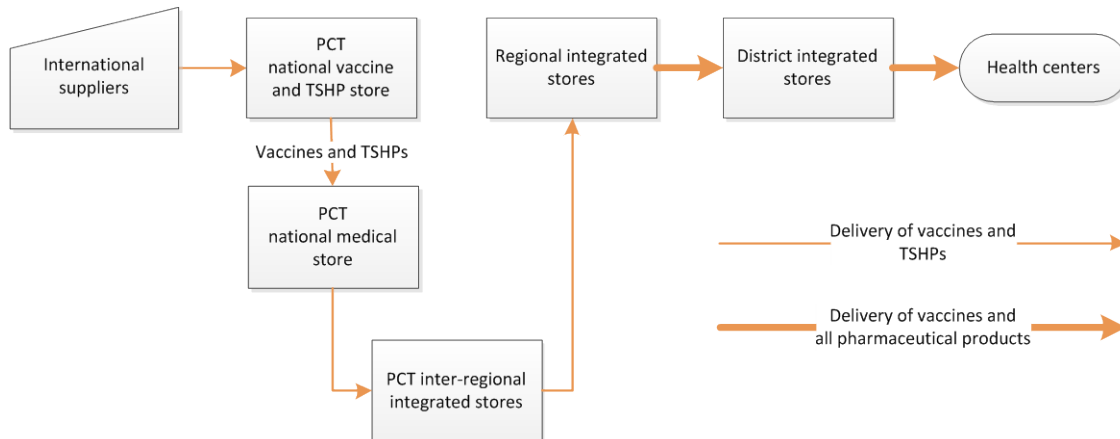 International
suppliers
PCT
national vaccine
and TSHP store
Vaccines and TSHPs
PCT
national medical
store
PCT inter-regional
integrated stores
Regional integrated
stores
District integrated
stores
Health centers
Delivery of vaccines and
TSHPs
Delivery of vaccines and
all pharmaceutical products